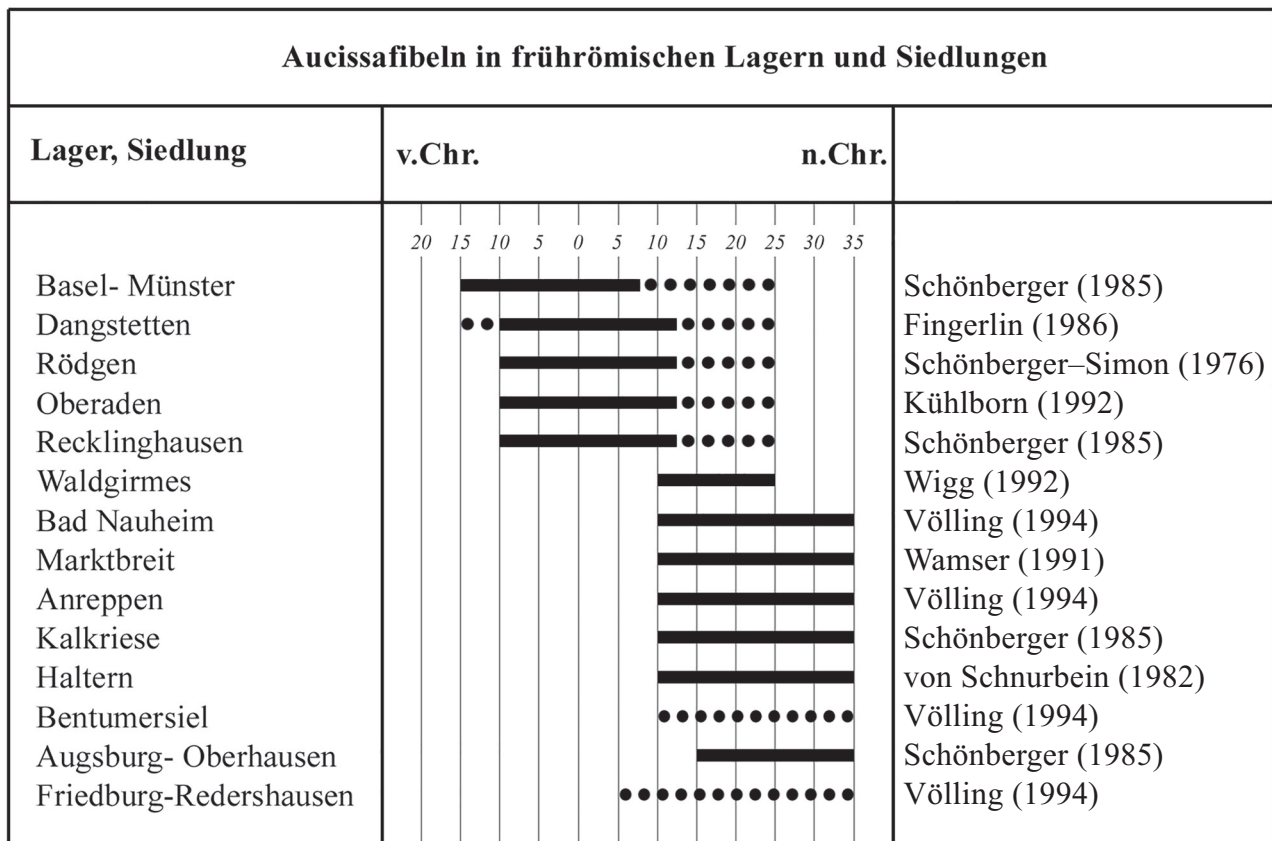 Aucissafibeln in frührömischen Lagern und Siedlungen
Lager, Siedlung v.Chr. n.Chr.
20 15 10 5 0 5 10 15 20 25 30 35
Basel- Münster Schönberger (1985)
Dangstetten Fingerlin (1986)
Rödgen Schönberger–Simon (1976)
Oberaden Kühlborn (1992)
Recklinghausen Schönberger (1985)
Waldgirmes Wigg (1992)
Bad Nauheim Völling (1994)
Marktbreit Wamser (1991)
Anreppen Völling (1994)
Kalkriese Schönberger (1985)
Haltern von Schnurbein (1982)
Bentumersiel Völling (1994)
Augsburg- Oberhausen Schönberger (1985)
Friedburg-Redershausen Völling (1994)